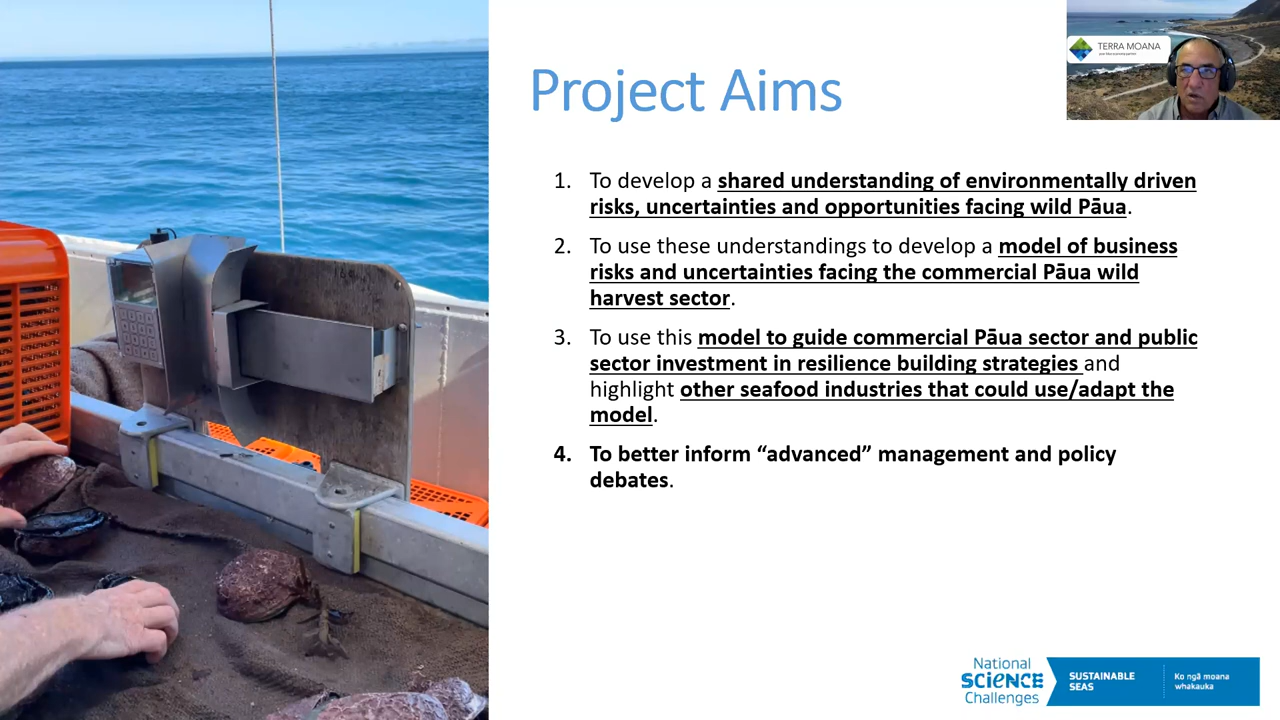 Project Aims
TERRA MOANA
1. To develop a shared understanding of environmentally driven
risks, uncertainties and opportunities facing wild Pāua.
2. To use these understandings to develop a model of business
risks and uncertainties facing the commercial Pāua wild
harvest sector.
3. To use this model to guide commercial Pāua sector and public
sector investment in resilience building strategies and
highlight other seafood industries that could use/adapt the
model.
4. To better inform “advanced” management and policy
debates.
National
SCIENCE
Challenges
SUSTAINABLE
SEAS
Ko ngā moana
whakauka